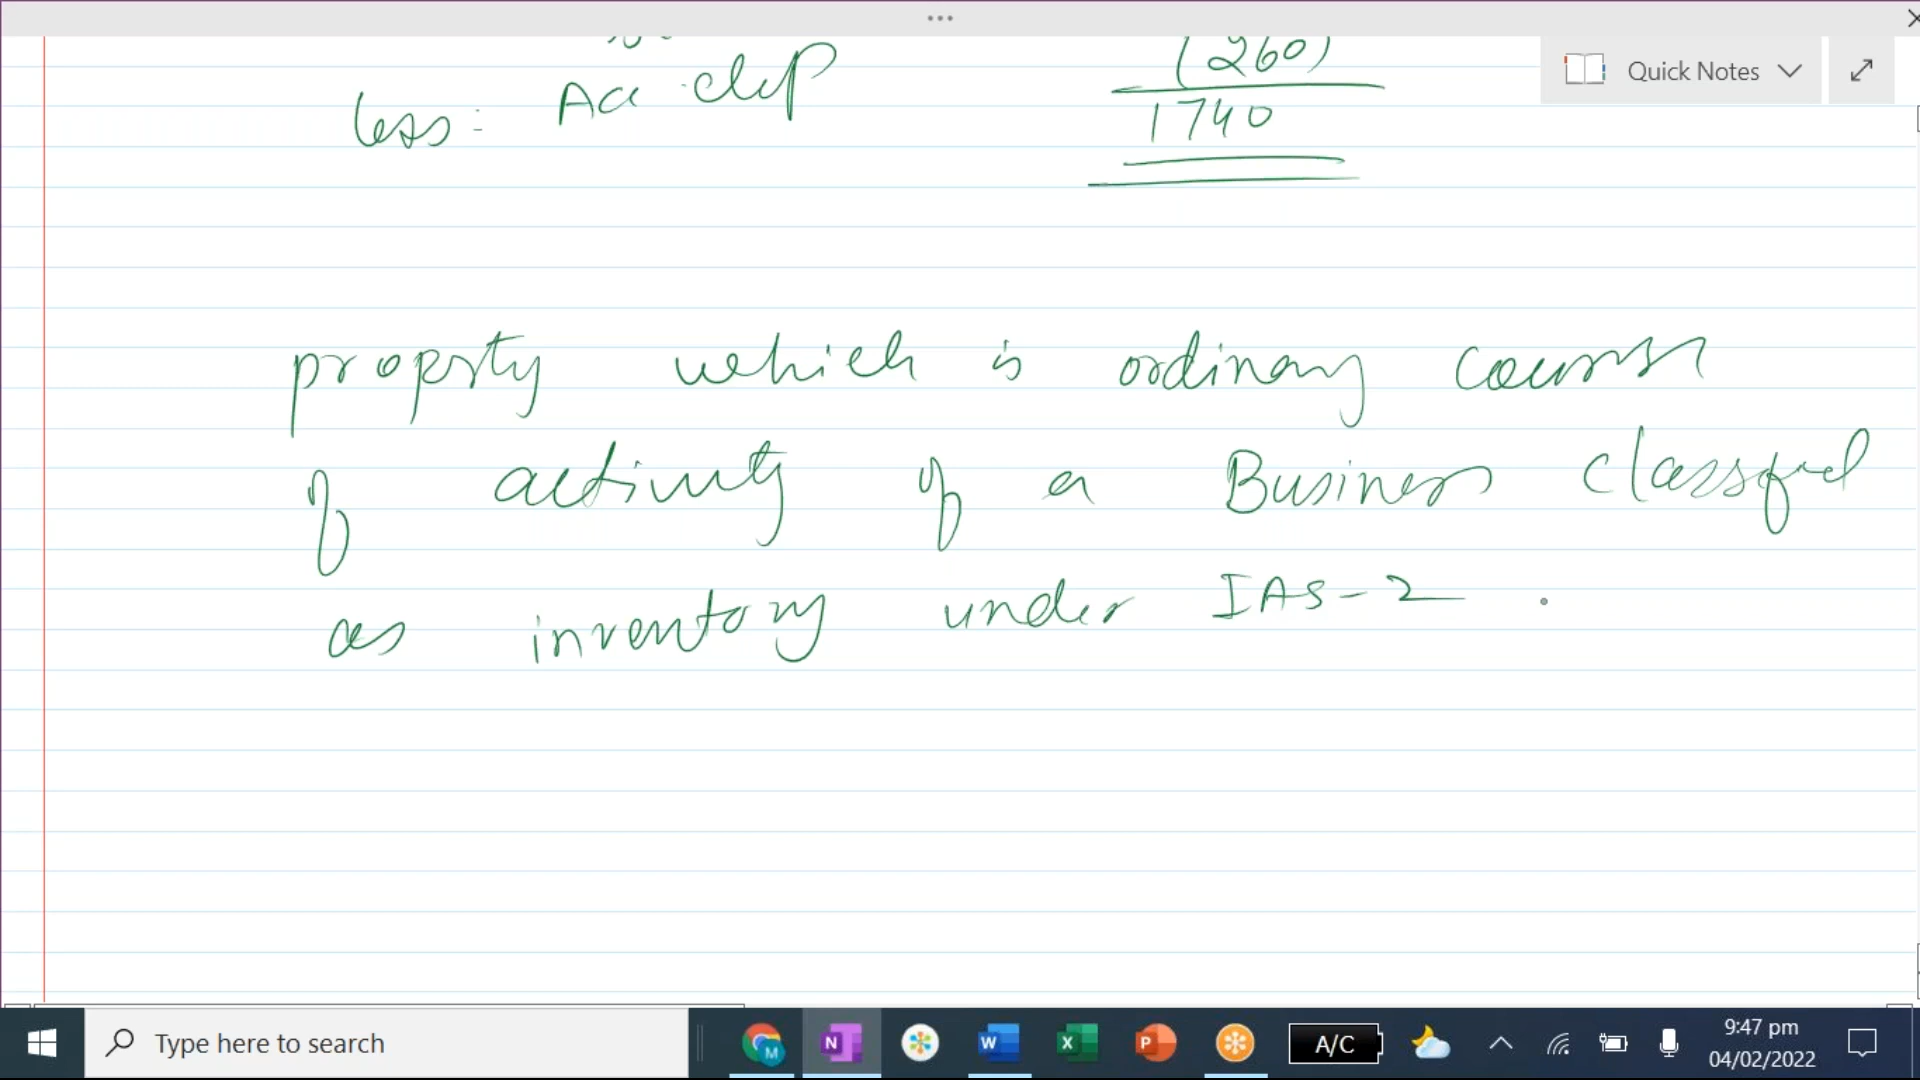 (260)
Quick Notes
less: Acc dep
1740
property which is ordinary course
of activity of a Business classified
as inventory under IAS-2
Type here to search
A/C
9:47 pm
04/02/2022